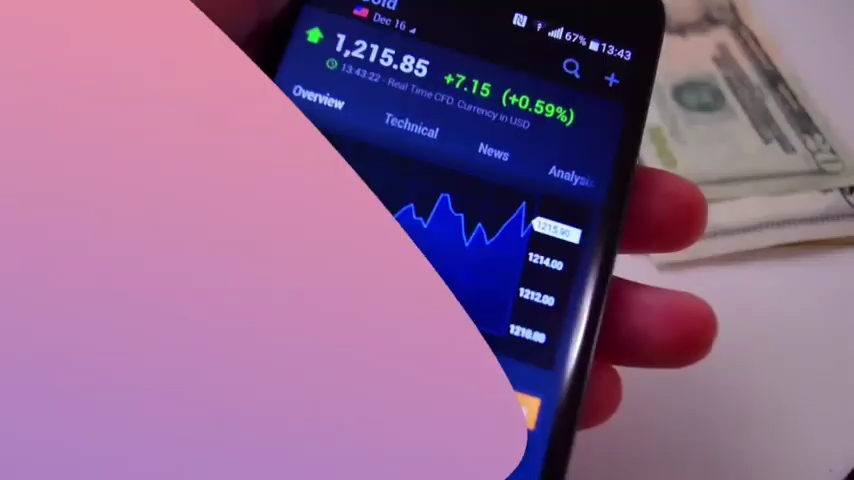 Dec 16
67% 13:43
1,215.85
+7.15 (+0.59%)
13:43:22 - Real Time CFD. Currency in USD
Overview
Technical
News
Analysis
1215.90
1214.00
1212.00
1210.00